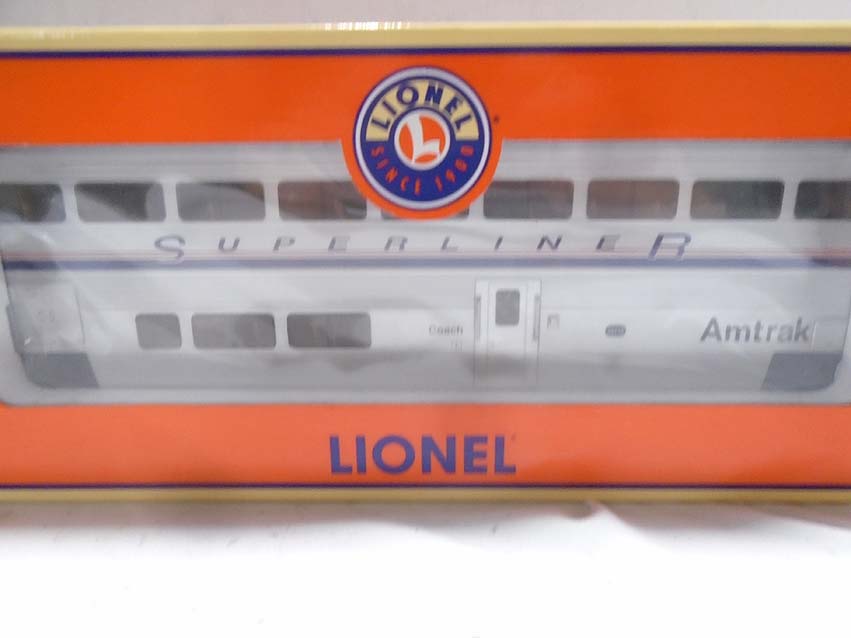 LIONEL
L
SINCE 1900
SUPERLINER
Coach
Amtrak
LIONEL